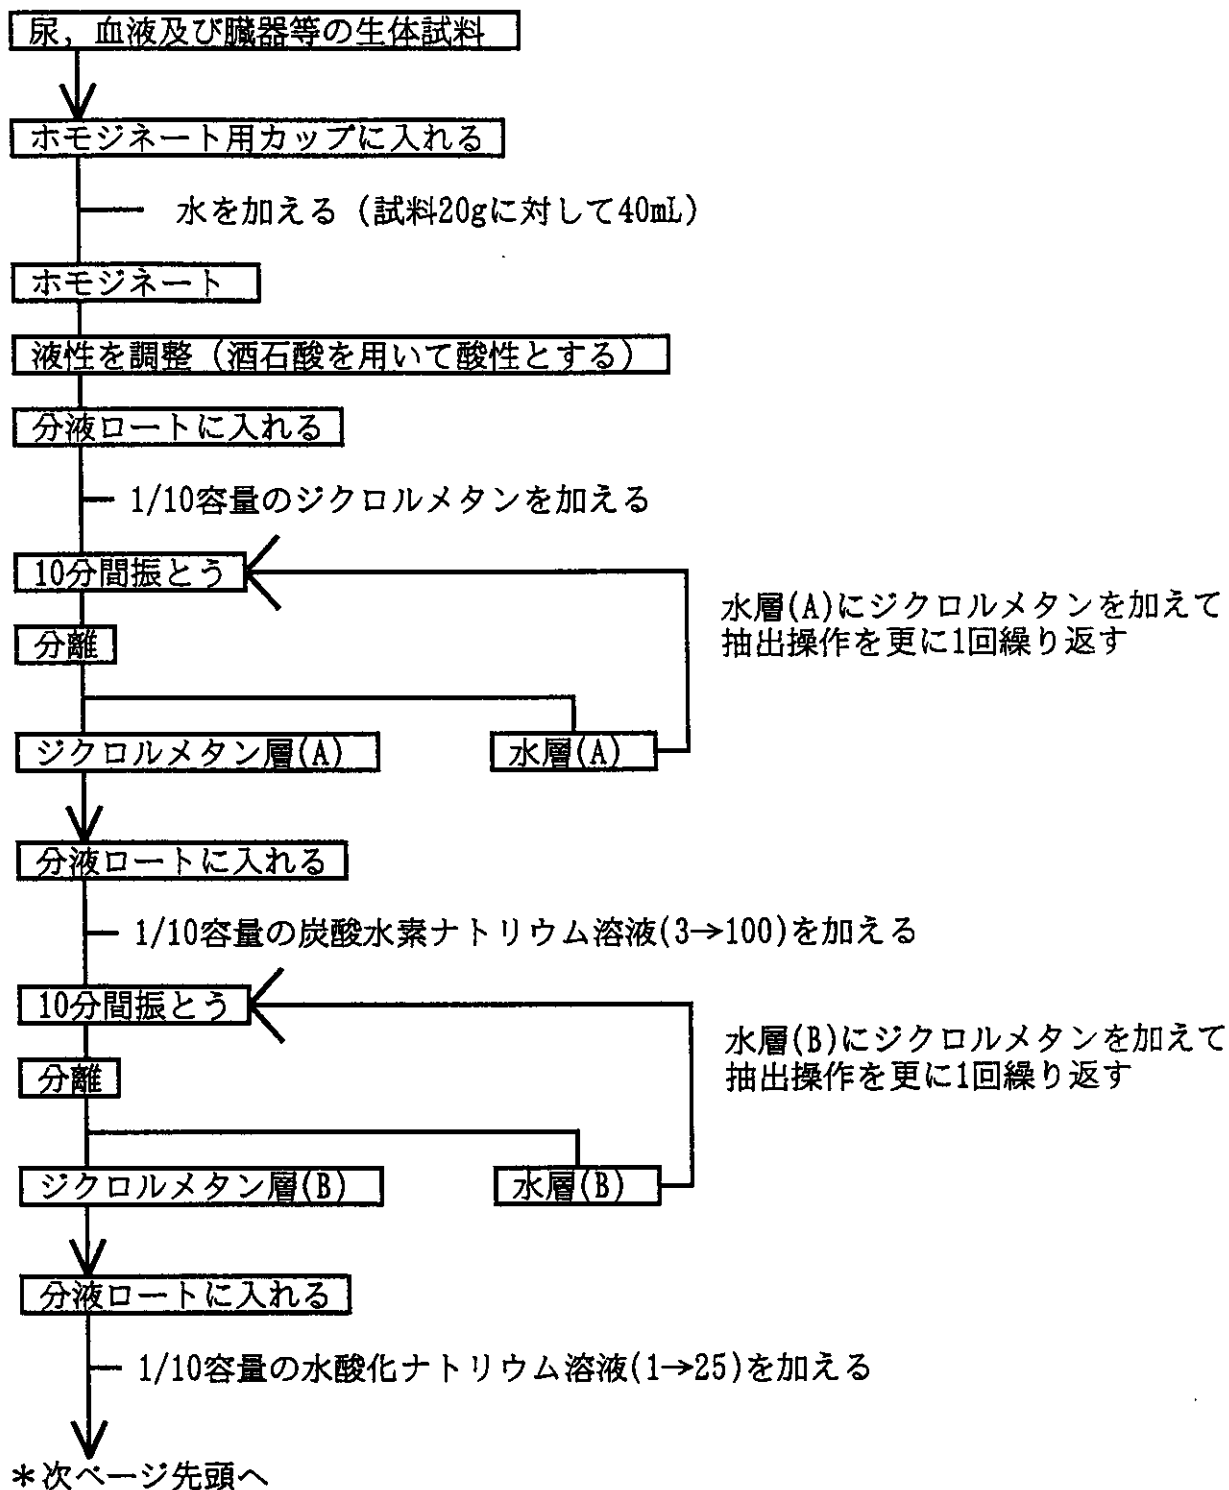 尿，血液及び臓器等の生体試料
ホモジネート用カップに入れる
水を加える（試料20gに対して40mL）
ホモジネート
液性を調整（酒石酸を用いて酸性とする）
分液ロートに入れる
1/10容量のジクロルメタンを加える
10分間振とう
水層(A)にジクロルメタンを加えて
抽出操作を更に1回繰り返す
分離
ジクロルメタン層(A)
水層(A)
分液ロートに入れる
1/10容量の炭酸水素ナトリウム溶液(3→100)を加える
10分間振とう
水層(B)にジクロルメタンを加えて
抽出操作を更に1回繰り返す
分離
ジクロルメタン層(B)
水層(B)
分液ロートに入れる
1/10容量の水酸化ナトリウム溶液(1→25)を加える
＊次ページ先頭へ